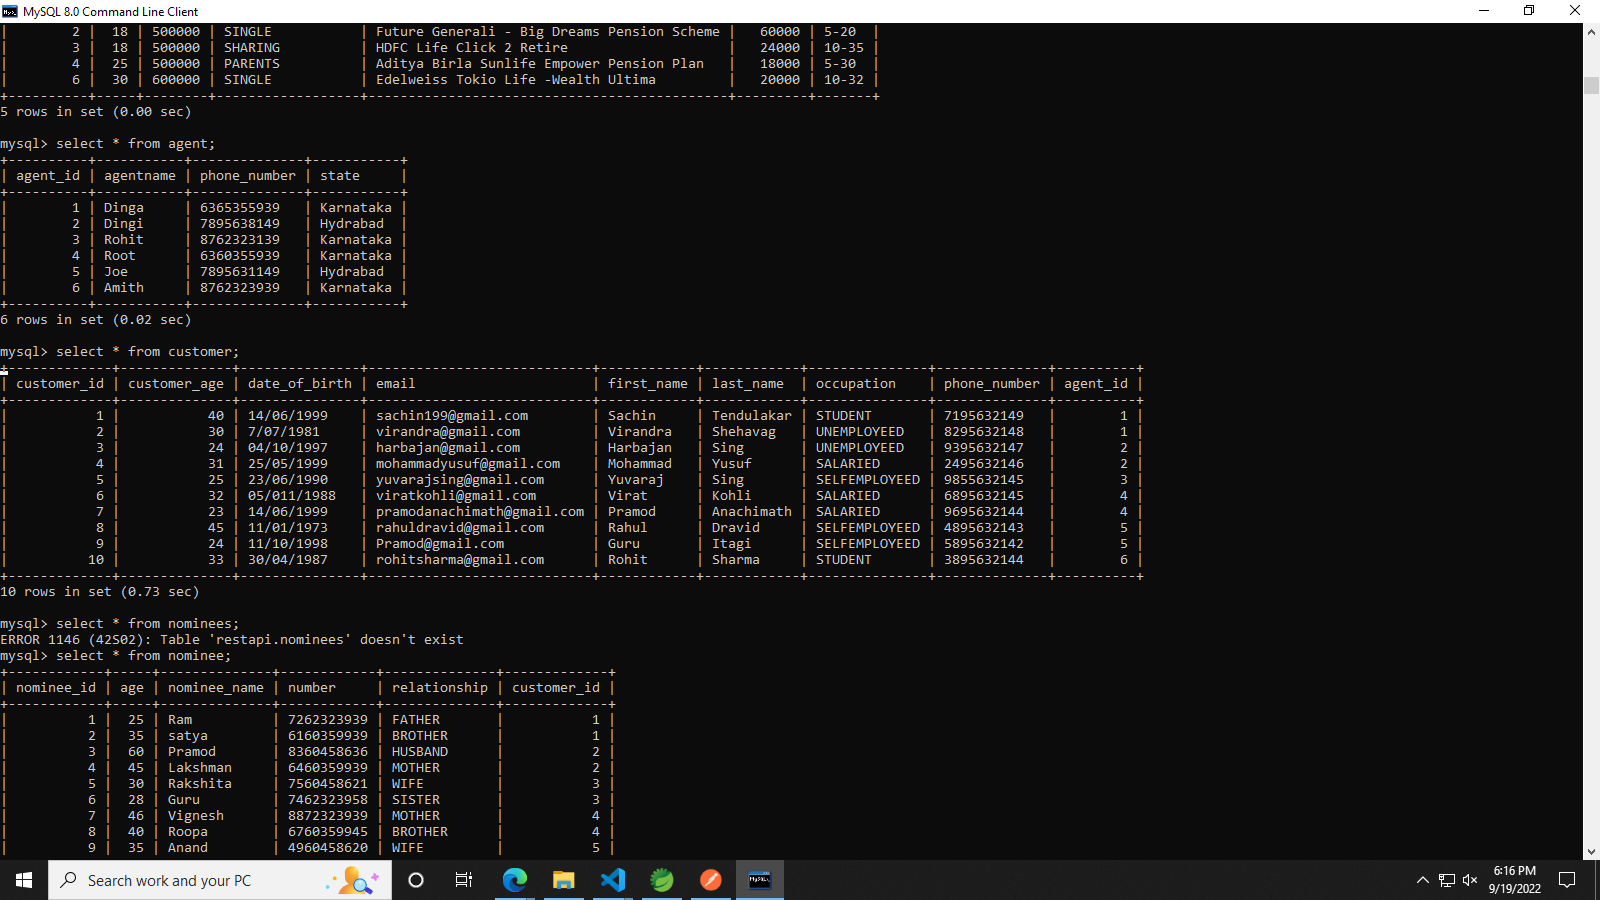 MySQL 8.0 Command Line Client
|        2 |  18 | 500000 | SINGLE           | Future Generali - Big Dreams Pension Scheme |   60000 | 5-20  |
|        3 |  18 | 500000 | SHARING          | HDFC Life Click 2 Retire                    |   24000 | 10-35 |
|        4 |  25 | 500000 | PARENTS          | Aditya Birla Sunlife Empower Pension Plan   |   18000 | 5-30  |
|        6 |  30 | 600000 | SINGLE           | Edelweiss Tokio Life -Wealth Ultima         |   20000 | 10-32 |
+----------+-----+--------+------------------+---------------------------------------------+---------+-------+
5 rows in set (0.00 sec)
mysql> select * from agent;
+----------+-----------+--------------+-----------+
| agent_id | agentname | phone_number | state     |
+----------+-----------+--------------+-----------+
|        1 | Dinga     | 6365355939   | Karnataka |
|        2 | Dingi     | 7895638149   | Hydrabad  |
|        3 | Rohit     | 8762323139   | Karnataka |
|        4 | Root      | 6360355939   | Karnataka |
|        5 | Joe       | 7895631149   | Hydrabad  |
|        6 | Amith     | 8762323939   | Karnataka |
+----------+-----------+--------------+-----------+
6 rows in set (0.02 sec)
mysql> select * from customer;
+-------------+--------------+---------------+----------------------------+------------+------------+---------------+--------------+----------+
| customer_id | customer_age | date_of_birth | email                      | first_name | last_name  | occupation    | phone_number | agent_id |
+-------------+--------------+---------------+----------------------------+------------+------------+---------------+--------------+----------+
|           1 |           40 | 14/06/1999    | sachin199@gmail.com        | Sachin     | Tendulakar | STUDENT       | 7195632149   |        1 |
|           2 |           30 | 7/07/1981     | virandra@gmail.com         | Virandra   | Shehavag   | UNEMPLOYEED   | 8295632148   |        1 |
|           3 |           24 | 04/10/1997    | harbajan@gmail.com         | Harbajan   | Sing       | UNEMPLOYEED   | 9395632147   |        2 |
|           4 |           31 | 25/05/1999    | mohammadyusuf@gmail.com    | Mohammad   | Yusuf      | SALARIED      | 2495632146   |        2 |
|           5 |           25 | 23/06/1990    | yuvarajsing@gmail.com      | Yuvaraj    | Sing       | SELFEMPLOYEED | 9855632145   |        3 |
|           6 |           32 | 05/011/1988   | viratkohli@gmail.com       | Virat      | Kohli      | SALARIED      | 6895632145   |        4 |
|           7 |           23 | 14/06/1999    | pramodanachimath@gmail.com | Pramod     | Anachimath | SALARIED      | 9695632144   |        4 |
|           8 |           45 | 11/01/1973    | rahuldravid@gmail.com      | Rahul      | Dravid     | SELFEMPLOYEED | 4895632143   |        5 |
|           9 |           24 | 11/10/1998    | Pramod@gmail.com           | Guru       | Itagi      | SELFEMPLOYEED | 5895632142   |        5 |
|          10 |           33 | 30/04/1987    | rohitsharma@gmail.com      | Rohit      | Sharma     | STUDENT       | 3895632144   |        6 |
+-------------+--------------+---------------+----------------------------+------------+------------+---------------+--------------+----------+
10 rows in set (0.73 sec)
mysql> select * from nominees;
ERROR 1146 (42S02): Table 'restapi.nominees' doesn't exist
mysql> select * from nominee;
+------------+-----+--------------+------------+--------------+-------------+
| nominee_id | age | nominee_name | number     | relationship | customer_id |
+------------+-----+--------------+------------+--------------+-------------+
|          1 |  25 | Ram          | 7262323939 | FATHER       |           1 |
|          2 |  35 | satya        | 6160359939 | BROTHER      |           1 |
|          3 |  60 | Pramod       | 8360458636 | HUSBAND      |           2 |
|          4 |  45 | Lakshman     | 6460359939 | MOTHER       |           2 |
|          5 |  30 | Rakshita     | 7560458621 | WIFE         |           3 |
|          6 |  28 | Guru         | 7462323958 | SISTER       |           3 |
|          7 |  46 | Vignesh      | 8872323939 | MOTHER       |           4 |
|          8 |  40 | Roopa        | 6760359945 | BROTHER      |           4 |
|          9 |  35 | Anand        | 4960458620 | WIFE         |           5 |
Search work and your PC
6:16 PM
9/19/2022